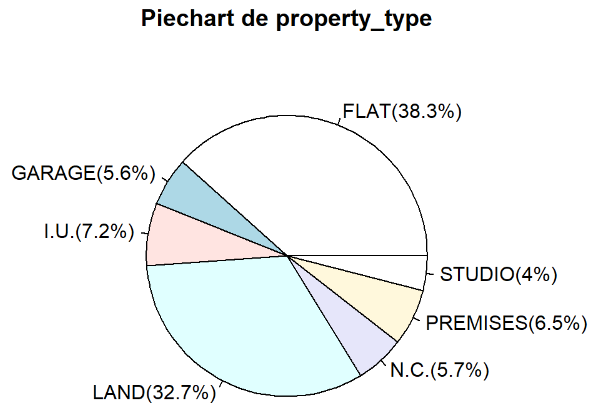 Piechart de property_type
FLAT(38.3%)
GARAGE(5.6%)
I.U.(7.2%)
STUDIO(4%)
PREMISES(6.5%)
N.C.(5.7%)
LAND(32.7%)